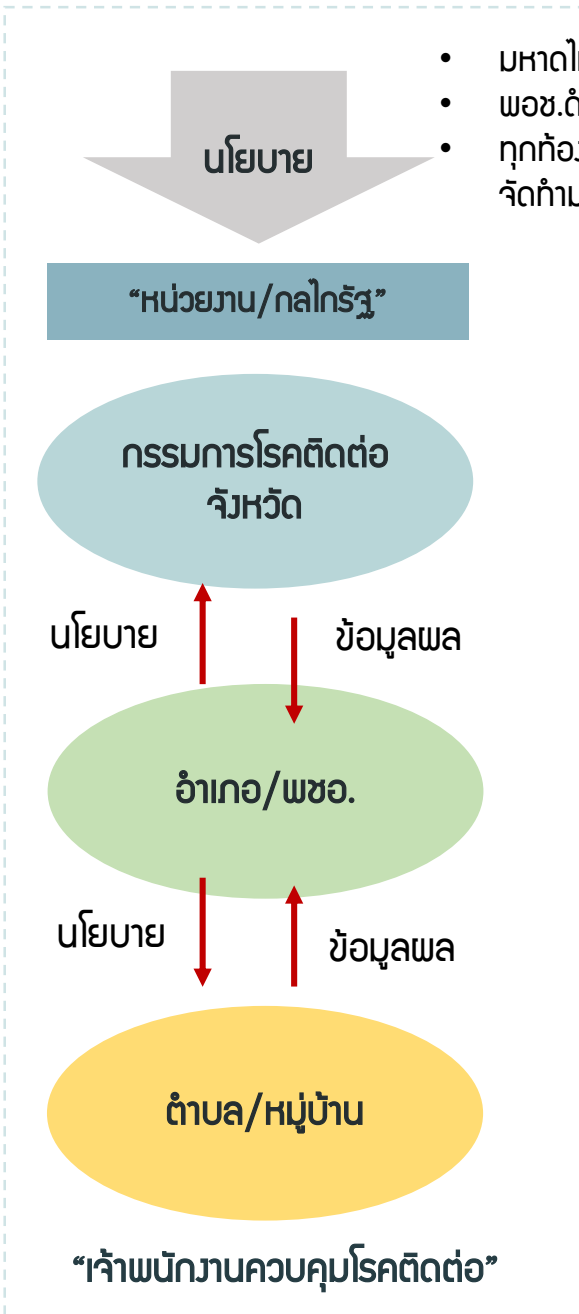 นโยบาย
“หน่วยงาน/กลไกรัฐ”
กรรมการโรคติดต่อ
จังหวัด
นโยบาย
ข้อมูลผล
อำเภอ/พชอ.
นโยบาย
ข้อมูลผล
ตำบล/หมู่บ้าน
“เจ้าพนักงานควบคุมโรคติดต่อ”